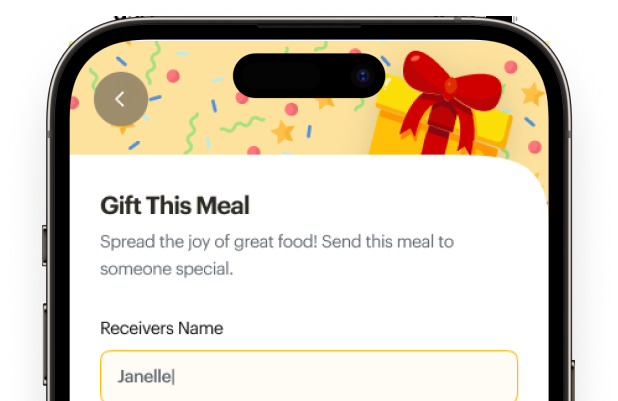 Gift This Meal
Spread the joy of great food! Send this meal to
someone special.
Receivers Name
Janelle